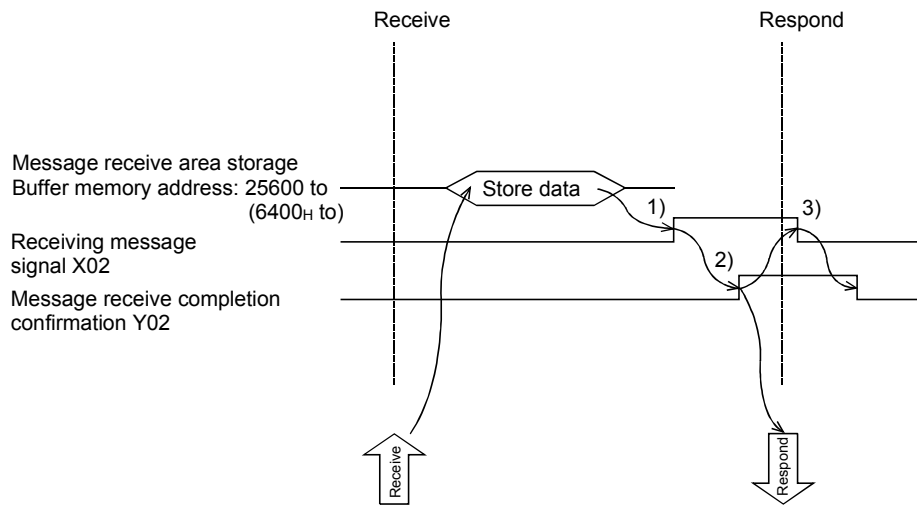 Receive
Respond
Message receive area storage
Buffer memory address: 25600 to
(6400H to)
Store data
1)
3)
Receiving message
signal X02
2)
Message receive completion
confirmation Y02
Receive
Respond